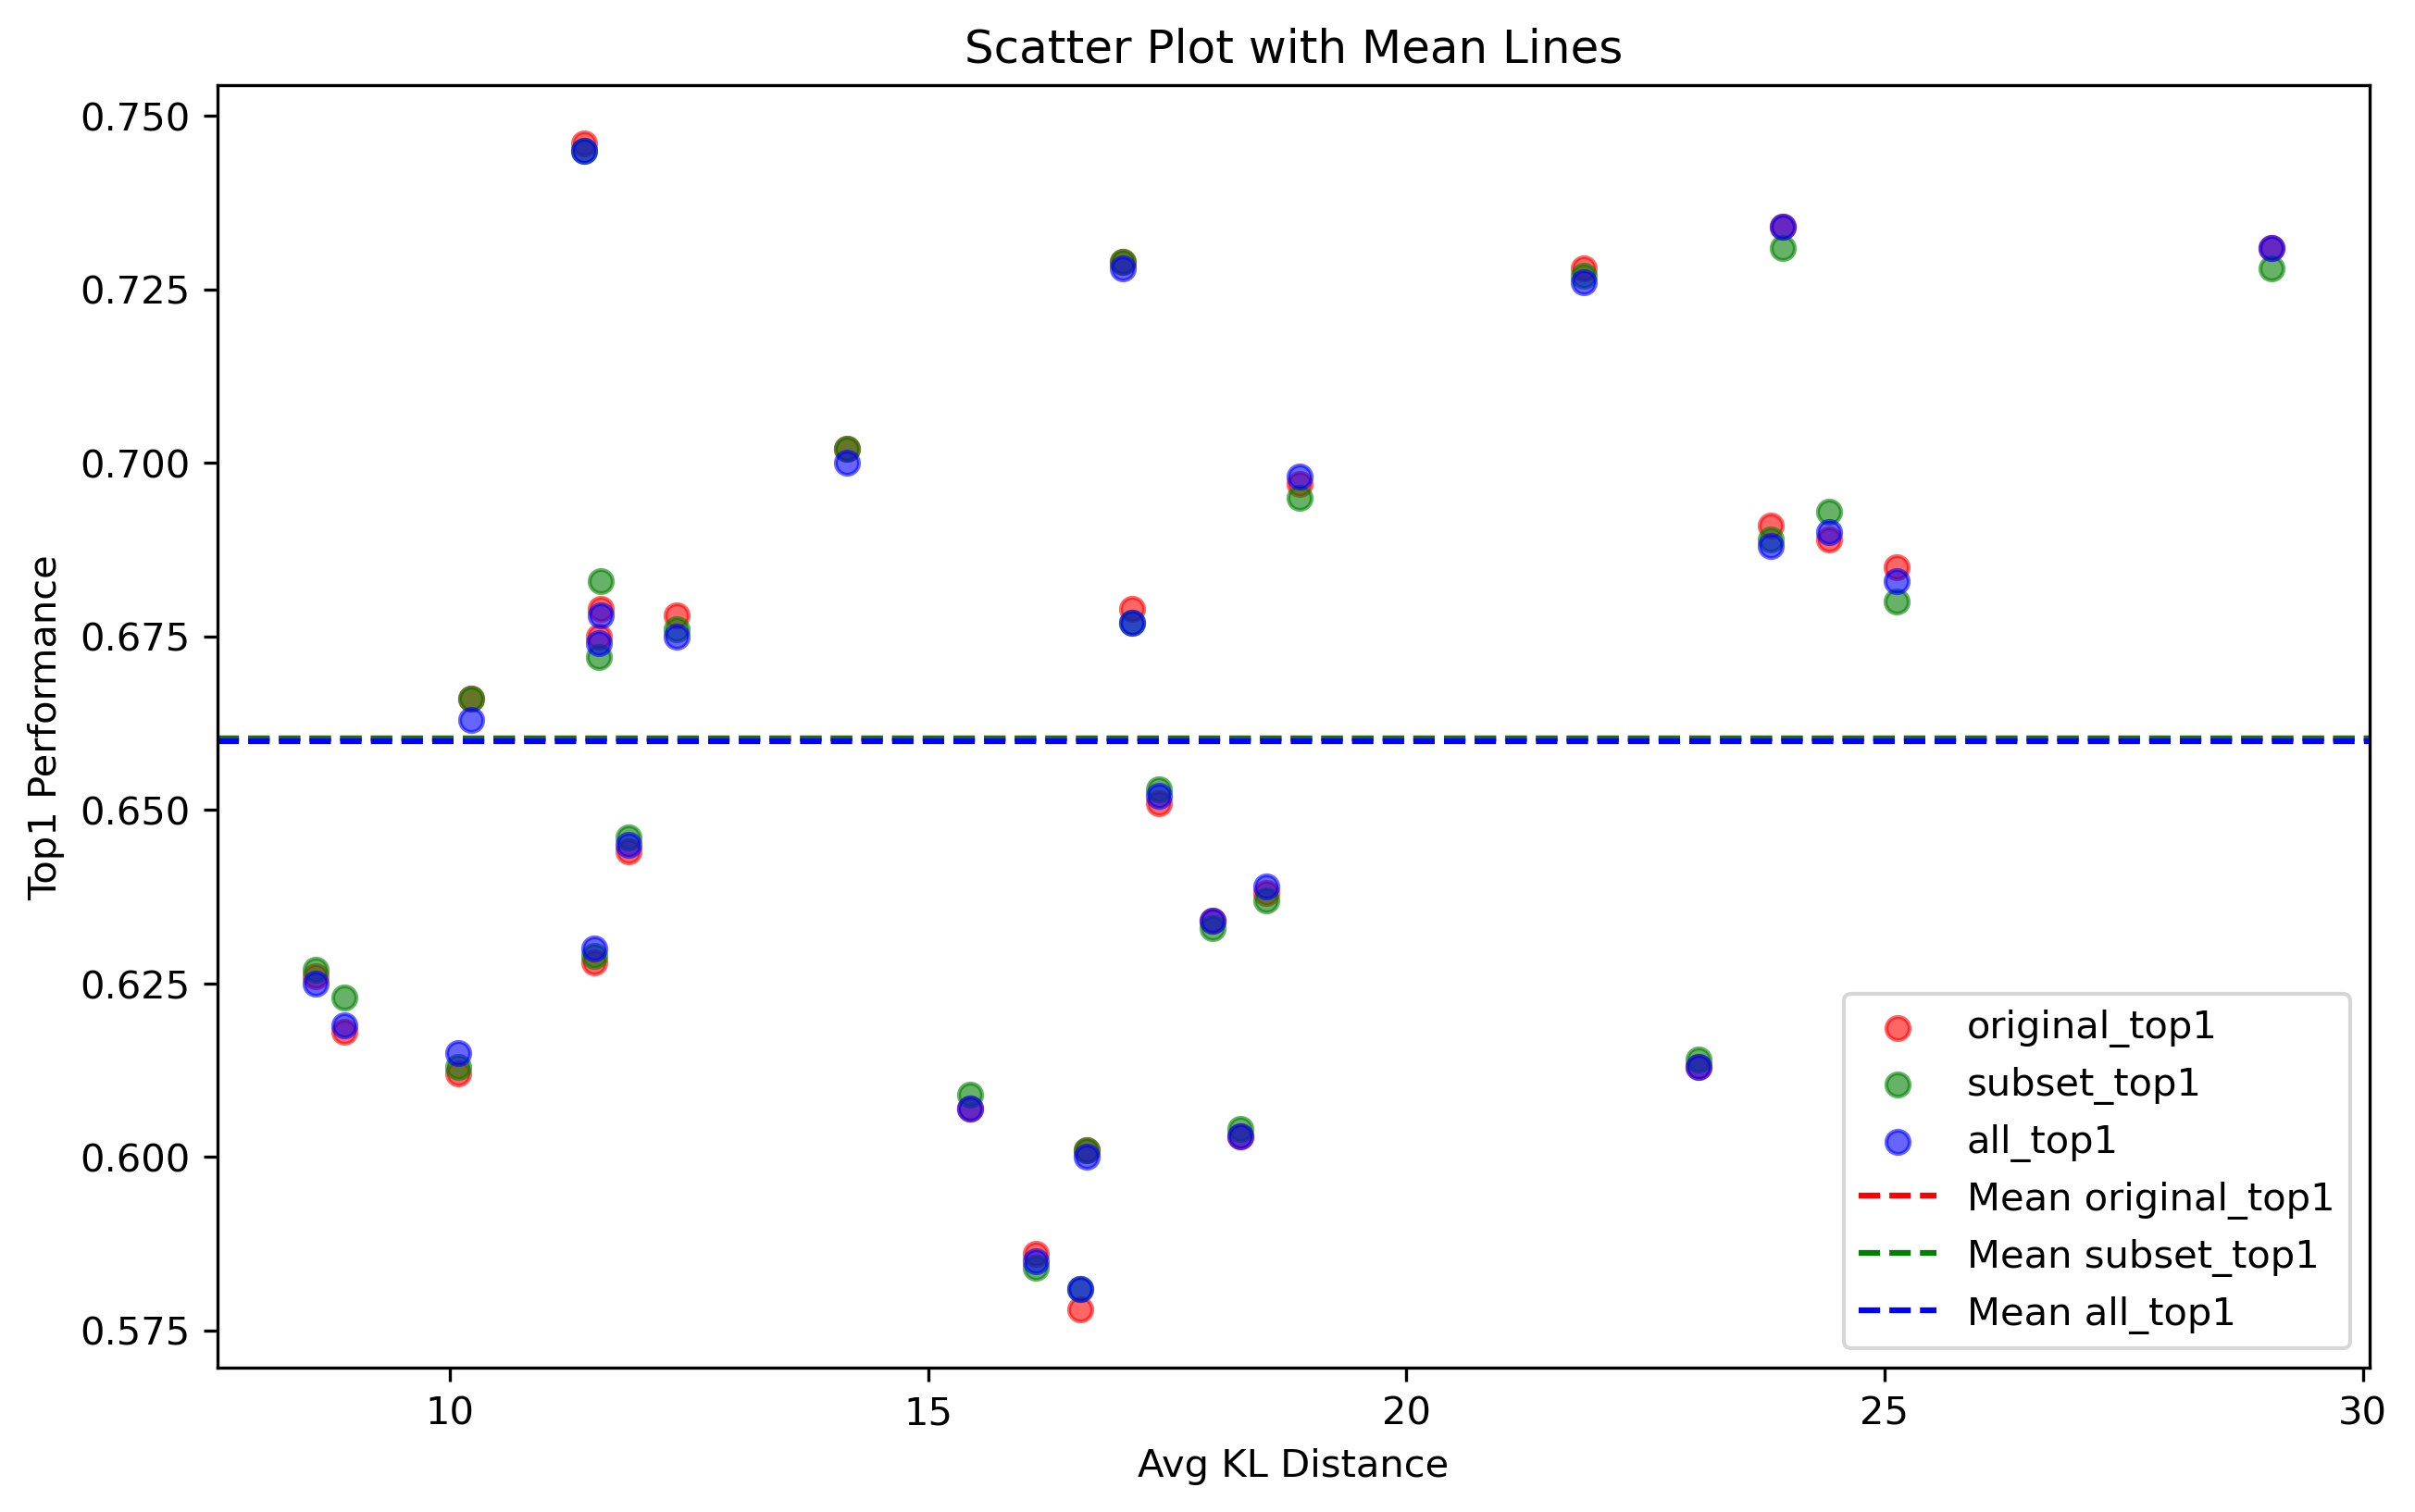 Scatter Plot with Mean Lines
Top1 Performance
0.750
0.725
0.700
0.675
0.650
0.625
0.600
0.575
original_top1
subset_top1
all_top1
Mean original_top1
Mean subset_top1
Mean all_top1
10 15 20 25 30
Avg KL Distance